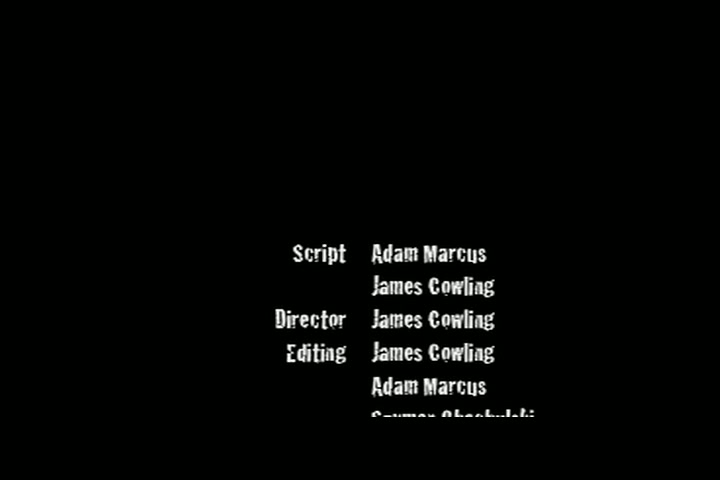 Script Adam Marcus
James Cowling
Director James Cowling
Editing James Cowling
Adam Marcus